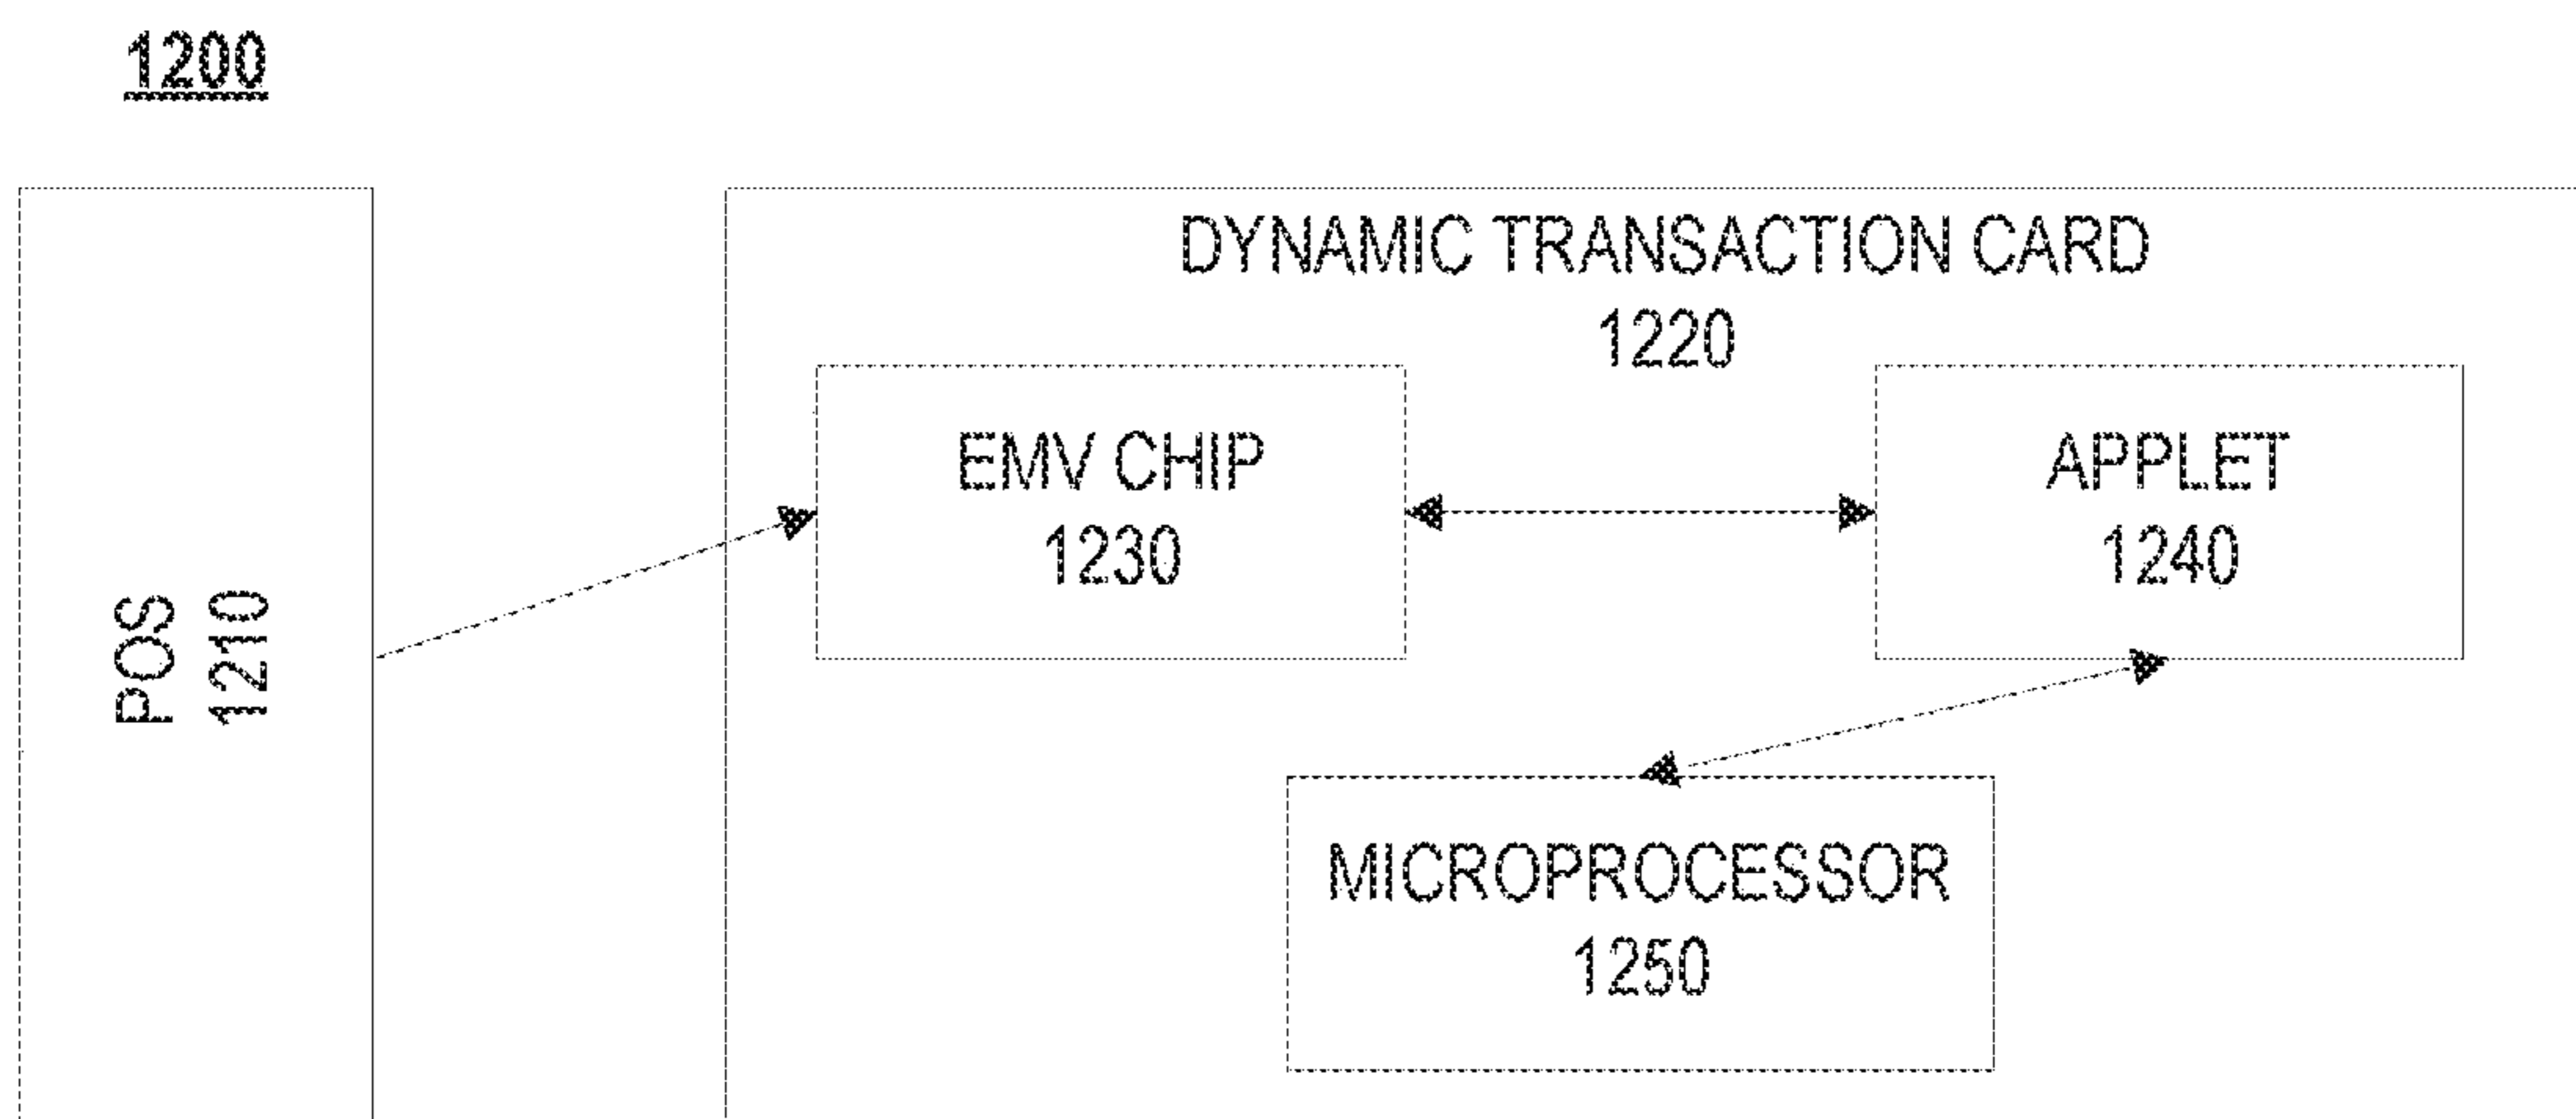 1200
DYNAMIC TRANSACTION CARD
1220
POS
1210
EMV CHIP
1230
APPLET
1240
MICROPROCESSOR
1250